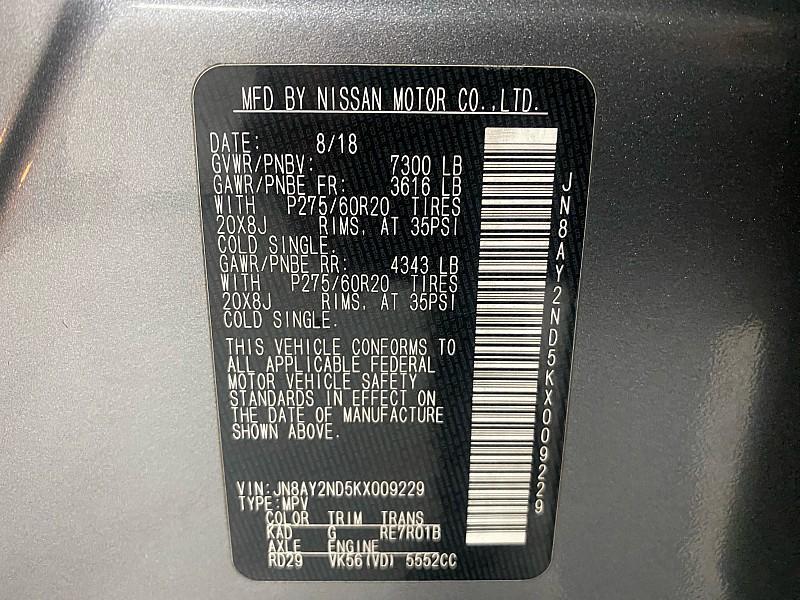 MFD BY NISSAN MOTOR CO.,LTD.
DATE: 8/18
GVWR/PNBV: 7300 LB
GAWR/PNBE FR: 3616 LB
WITH P275/60R20 TIRES
20X8J RIMS, AT 35PSI
COLD SINGLE.
GAWR/PNBE RR: 4343 LB
WITH P275/60R20 TIRES
20X8J RIMS, AT 35PSI
COLD SINGLE.
THIS VEHICLE CONFORMS TO
ALL APPLICABLE FEDERAL
MOTOR VEHICLE SAFETY
STANDARDS IN EFFECT ON
THE DATE OF MANUFACTURE
SHOWN ABOVE.
VIN:JN8AY2ND5KX009229
TYPE:MPV
COLOR TRIM TRANS
KAD G RE7R01B
AXLE ENGINE
RD29 VK56(VD) 5552CC
JN8AY2ND5KX009229